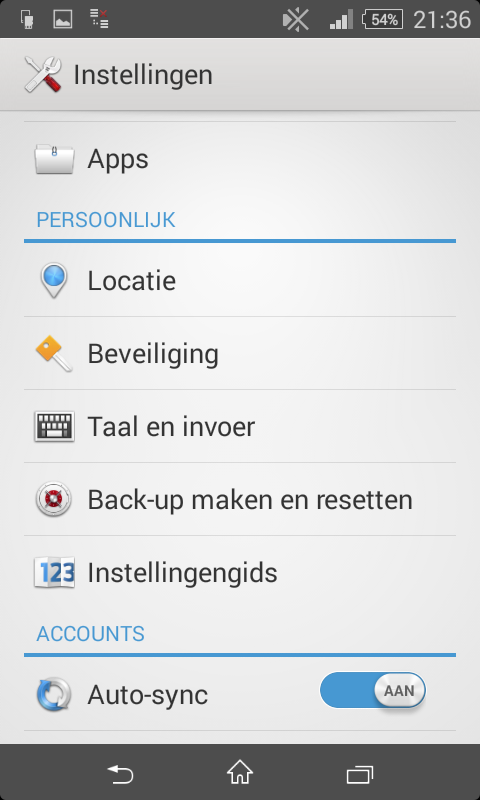 54% 21:36
Instellingen
Apps
PERSOONLIJK
Locatie
Beveiliging
Taal en invoer
Back-up maken en resetten
123 Instellingengids
ACCOUNTS
Auto-sync AAN